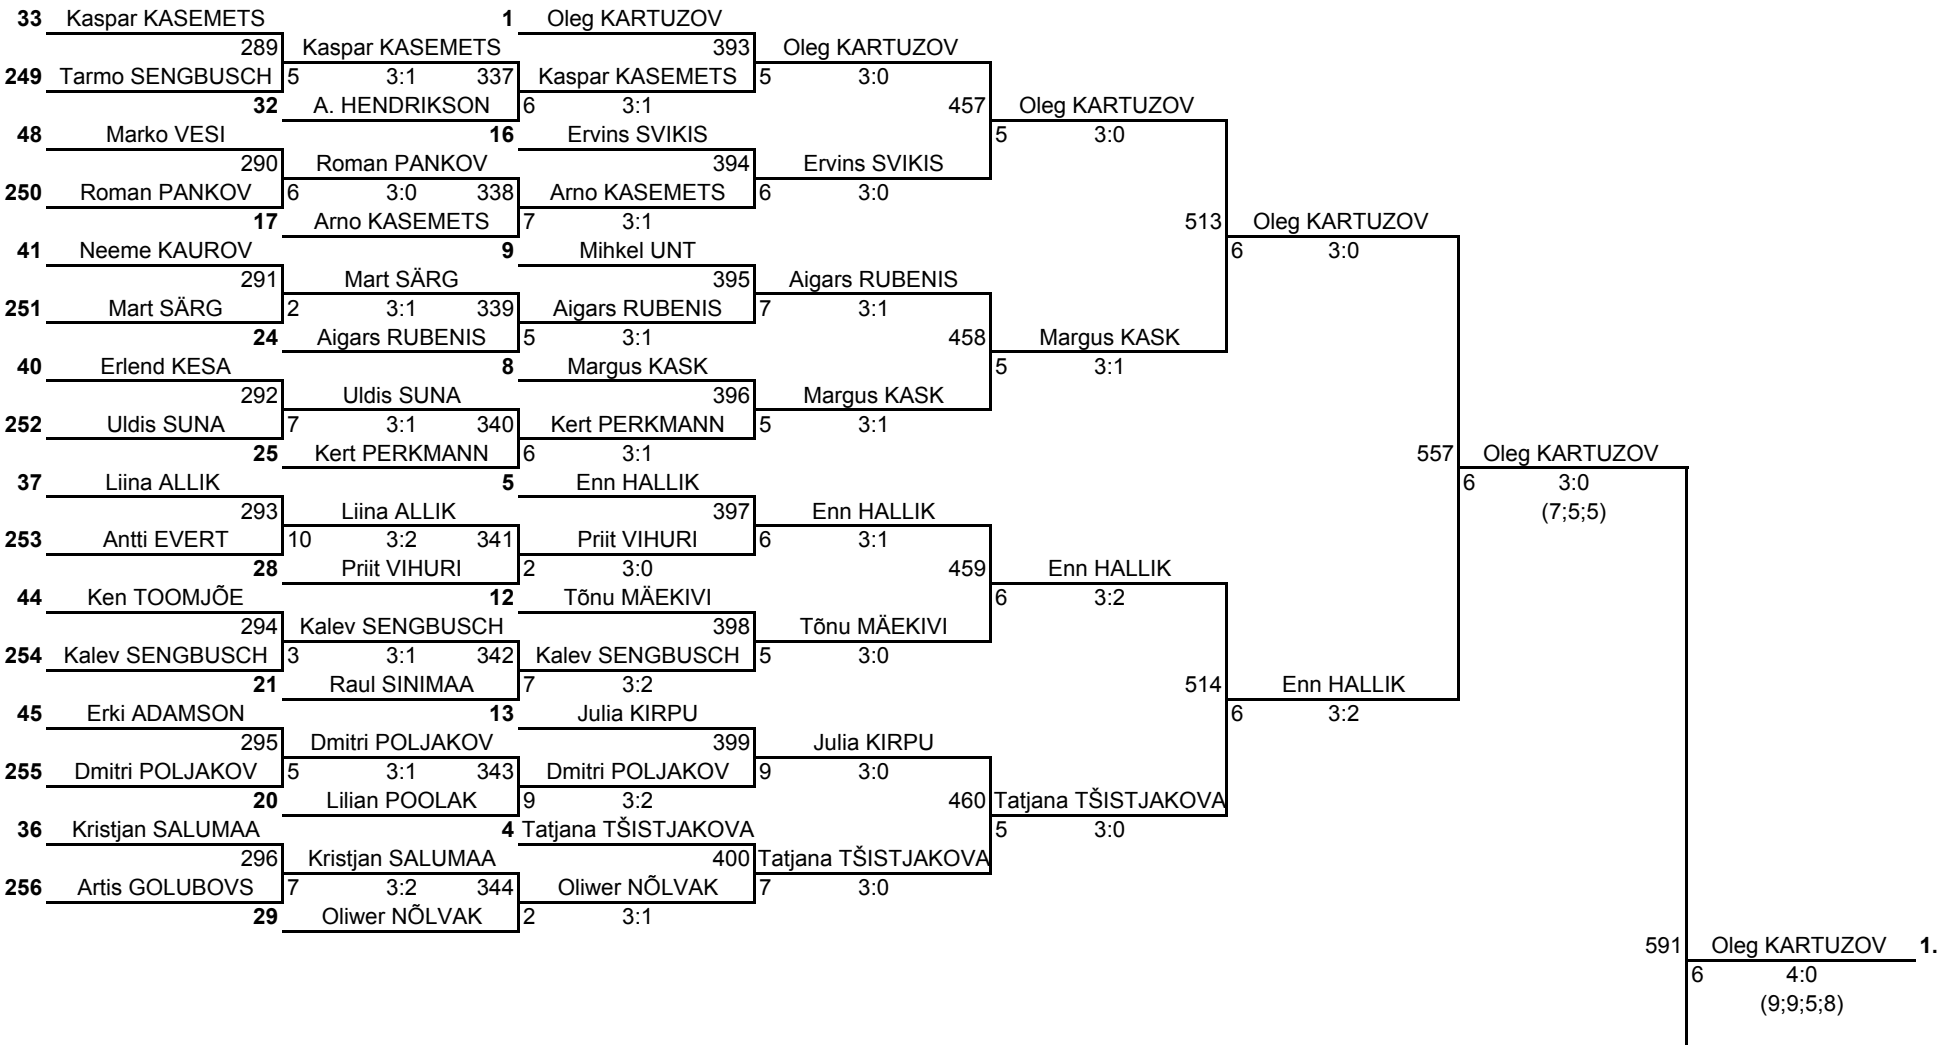 33 Kaspar KASEMETS 1 Oleg KARTUZOV
289 Kaspar KASEMETS 393 Oleg KARTUZOV
249 Tarmo SENGBUSCH 5 3:1 337 Kaspar KASEMETS 5 3:0
32 A. HENDRIKSON 6 3:1 457 Oleg KARTUZOV
48 Marko VESI 16 Ervins SVIKIS 5 3:0
290 Roman PANKOV 394 Ervins SVIKIS
250 Roman PANKOV 6 3:0 338 Arno KASEMETS 6 3:0
17 Arno KASEMETS 7 3:1 513 Oleg KARTUZOV
41 Neeme KAUROV 9 Mihkel UNT 6 3:0
291 Mart SÄRG 395 Aigars RUBENIS
251 Mart SÄRG 2 3:1 339 Aigars RUBENIS 7 3:1
24 Aigars RUBENIS 5 3:1 458 Margus KASK
40 Erlend KESA 8 Margus KASK 5 3:1
292 Uldis SUNA 396 Margus KASK
252 Uldis SUNA 7 3:1 340 Kert PERKMANN 5 3:1
25 Kert PERKMANN 6 3:1 557 Oleg KARTUZOV
37 Liina ALLIK 5 Enn HALLIK 6 3:0
293 Liina ALLIK 397 Enn HALLIK (7;5;5)
253 Antti EVERT 10 3:2 341 Priit VIHURI 6 3:1
28 Priit VIHURI 2 3:0 459 Enn HALLIK
44 Ken TOOMJÕE 12 Tõnu MÄEKIVI 6 3:2
294 Kalev SENGBUSCH 398 Tõnu MÄEKIVI
254 Kalev SENGBUSCH 3 3:1 342 Kalev SENGBUSCH 5 3:0
21 Raul SINIMAA 7 3:2 514 Enn HALLIK
45 Erki ADAMSON 13 Julia KIRPU 6 3:2
295 Dmitri POLJAKOV 399 Julia KIRPU
255 Dmitri POLJAKOV 5 3:1 343 Dmitri POLJAKOV 9 3:0
20 Lilian POOLAK 9 3:2 460 Tatjana TŠISTJAKOVA
36 Kristjan SALUMAA 4 Tatjana TŠISTJAKOVA 5 3:0
296 Kristjan SALUMAA 400 Tatjana TŠISTJAKOVA
256 Artis GOLUBOVS 7 3:2 344 Oliwer NÕLVAK 7 3:0
29 Oliwer NÕLVAK 2 3:1
591 Oleg KARTUZOV 1.
6 4:0
(9;9;5;8)